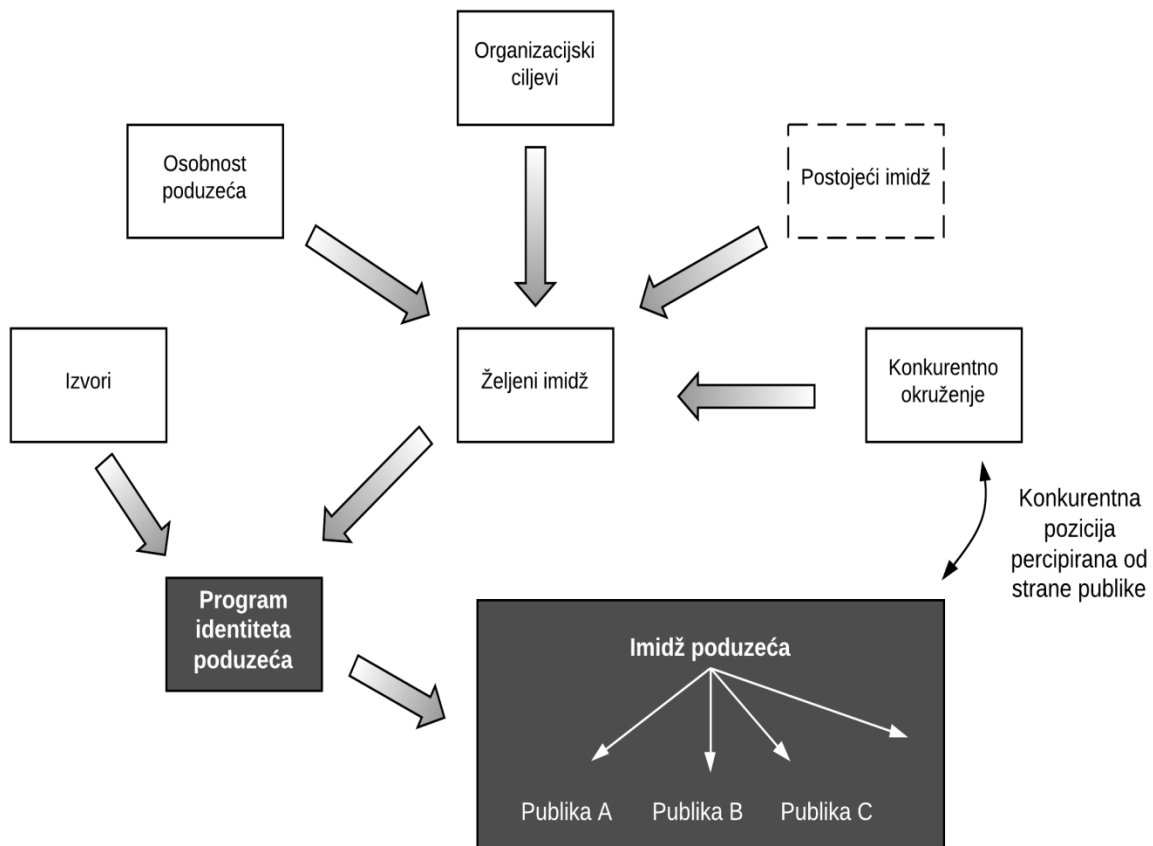 Organizacijski
ciljevi
Osobnost
poduzeća
Postojeći imidž
Izvori
Željeni imidž
Konkurentno
okruženje
Konkurentna
pozicija
percipirana od
strane publike
Program
identiteta
poduzeća
Imidž poduzeća
Publika A
Publika B
Publika C